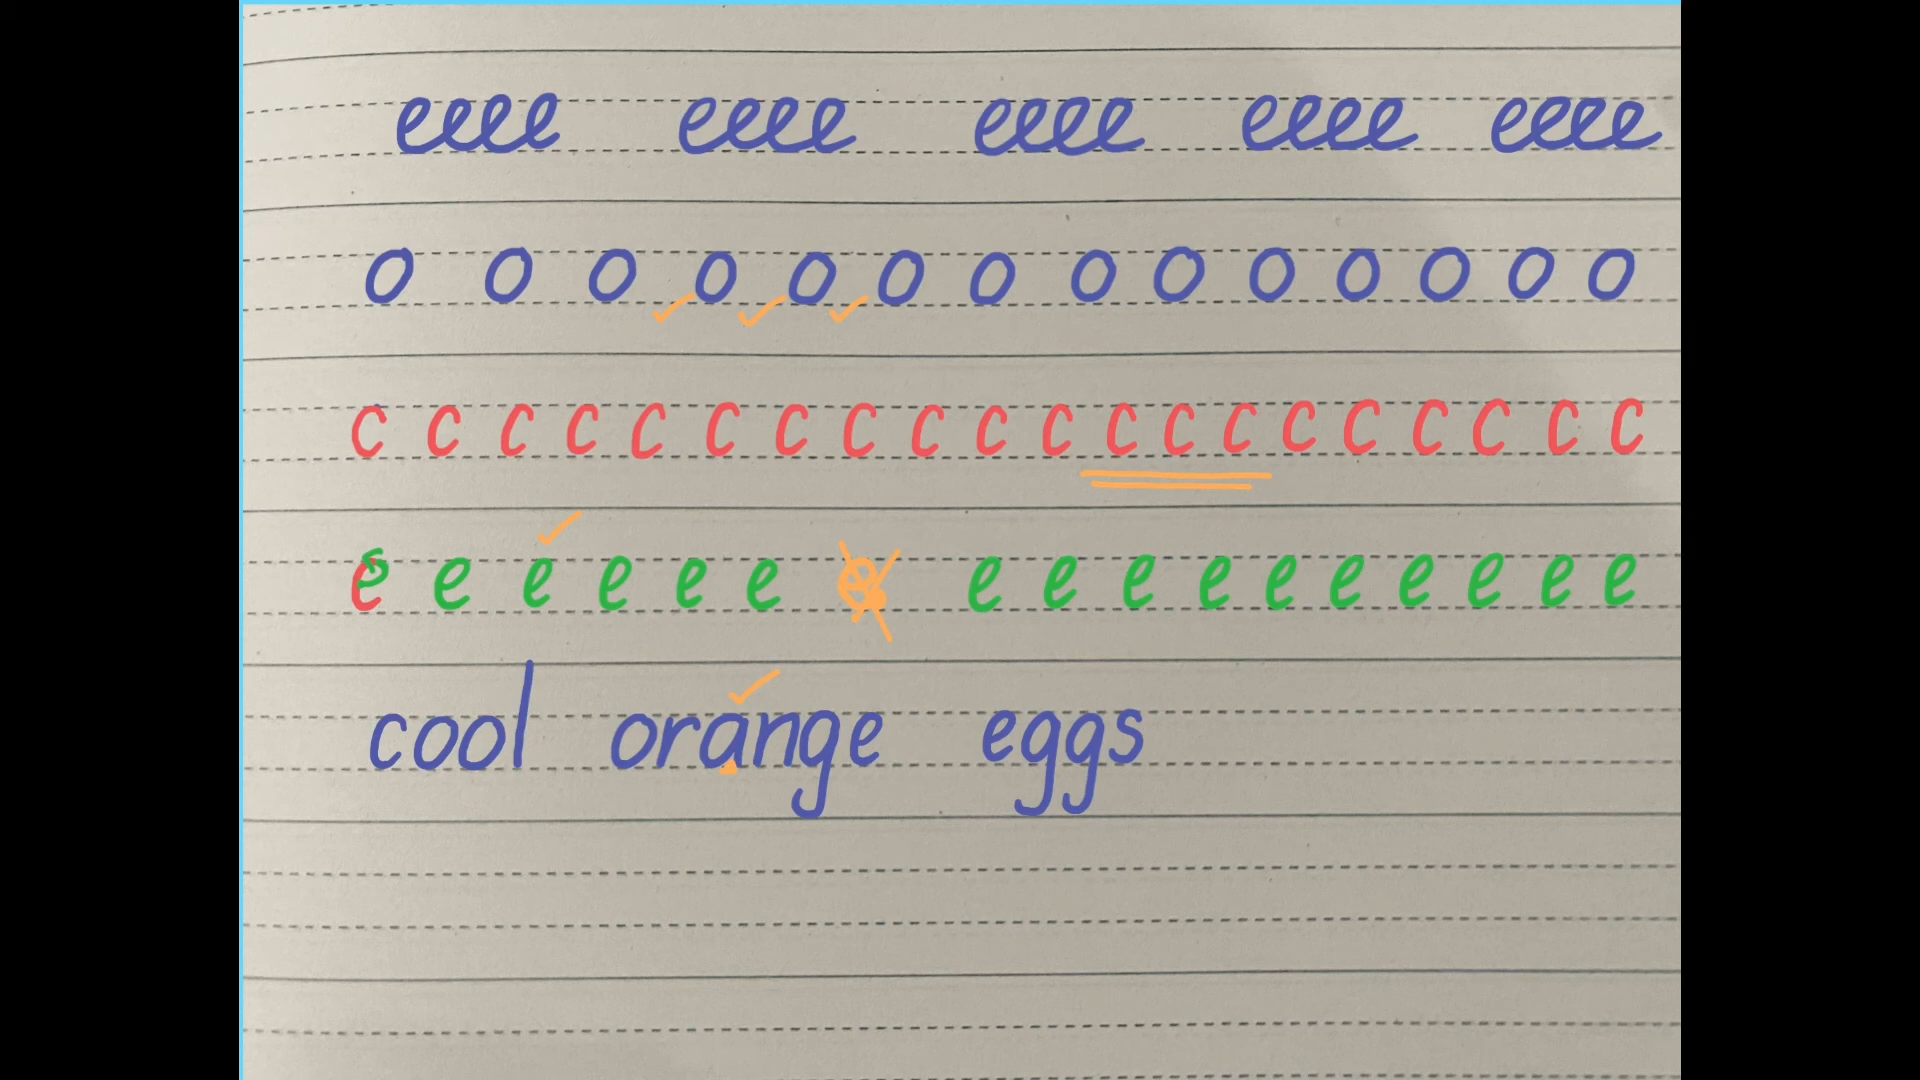 eeee eeee eeee eeee eeee
o o o o o o o o o o o o o o
c c c c c c c c c c c c c c c c c c c c
e e e e e e e e e e e e e e e e
cool orange eggs